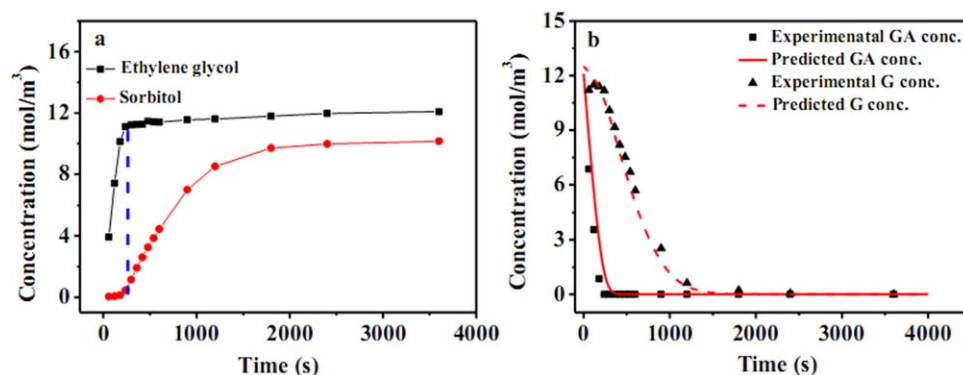 a
Ethylene glycol
Sorbitol
Concentration (mol/m³)
16
12
8
4
0
0 1000 2000 3000 4000
Time (s)
b
Experimenatal GA conc.
Predicted GA conc.
Experimental G conc.
Predicted G conc.
Concentration (mol/m³)
15
12
9
6
3
0
0 1000 2000 3000 4000
Time (s)